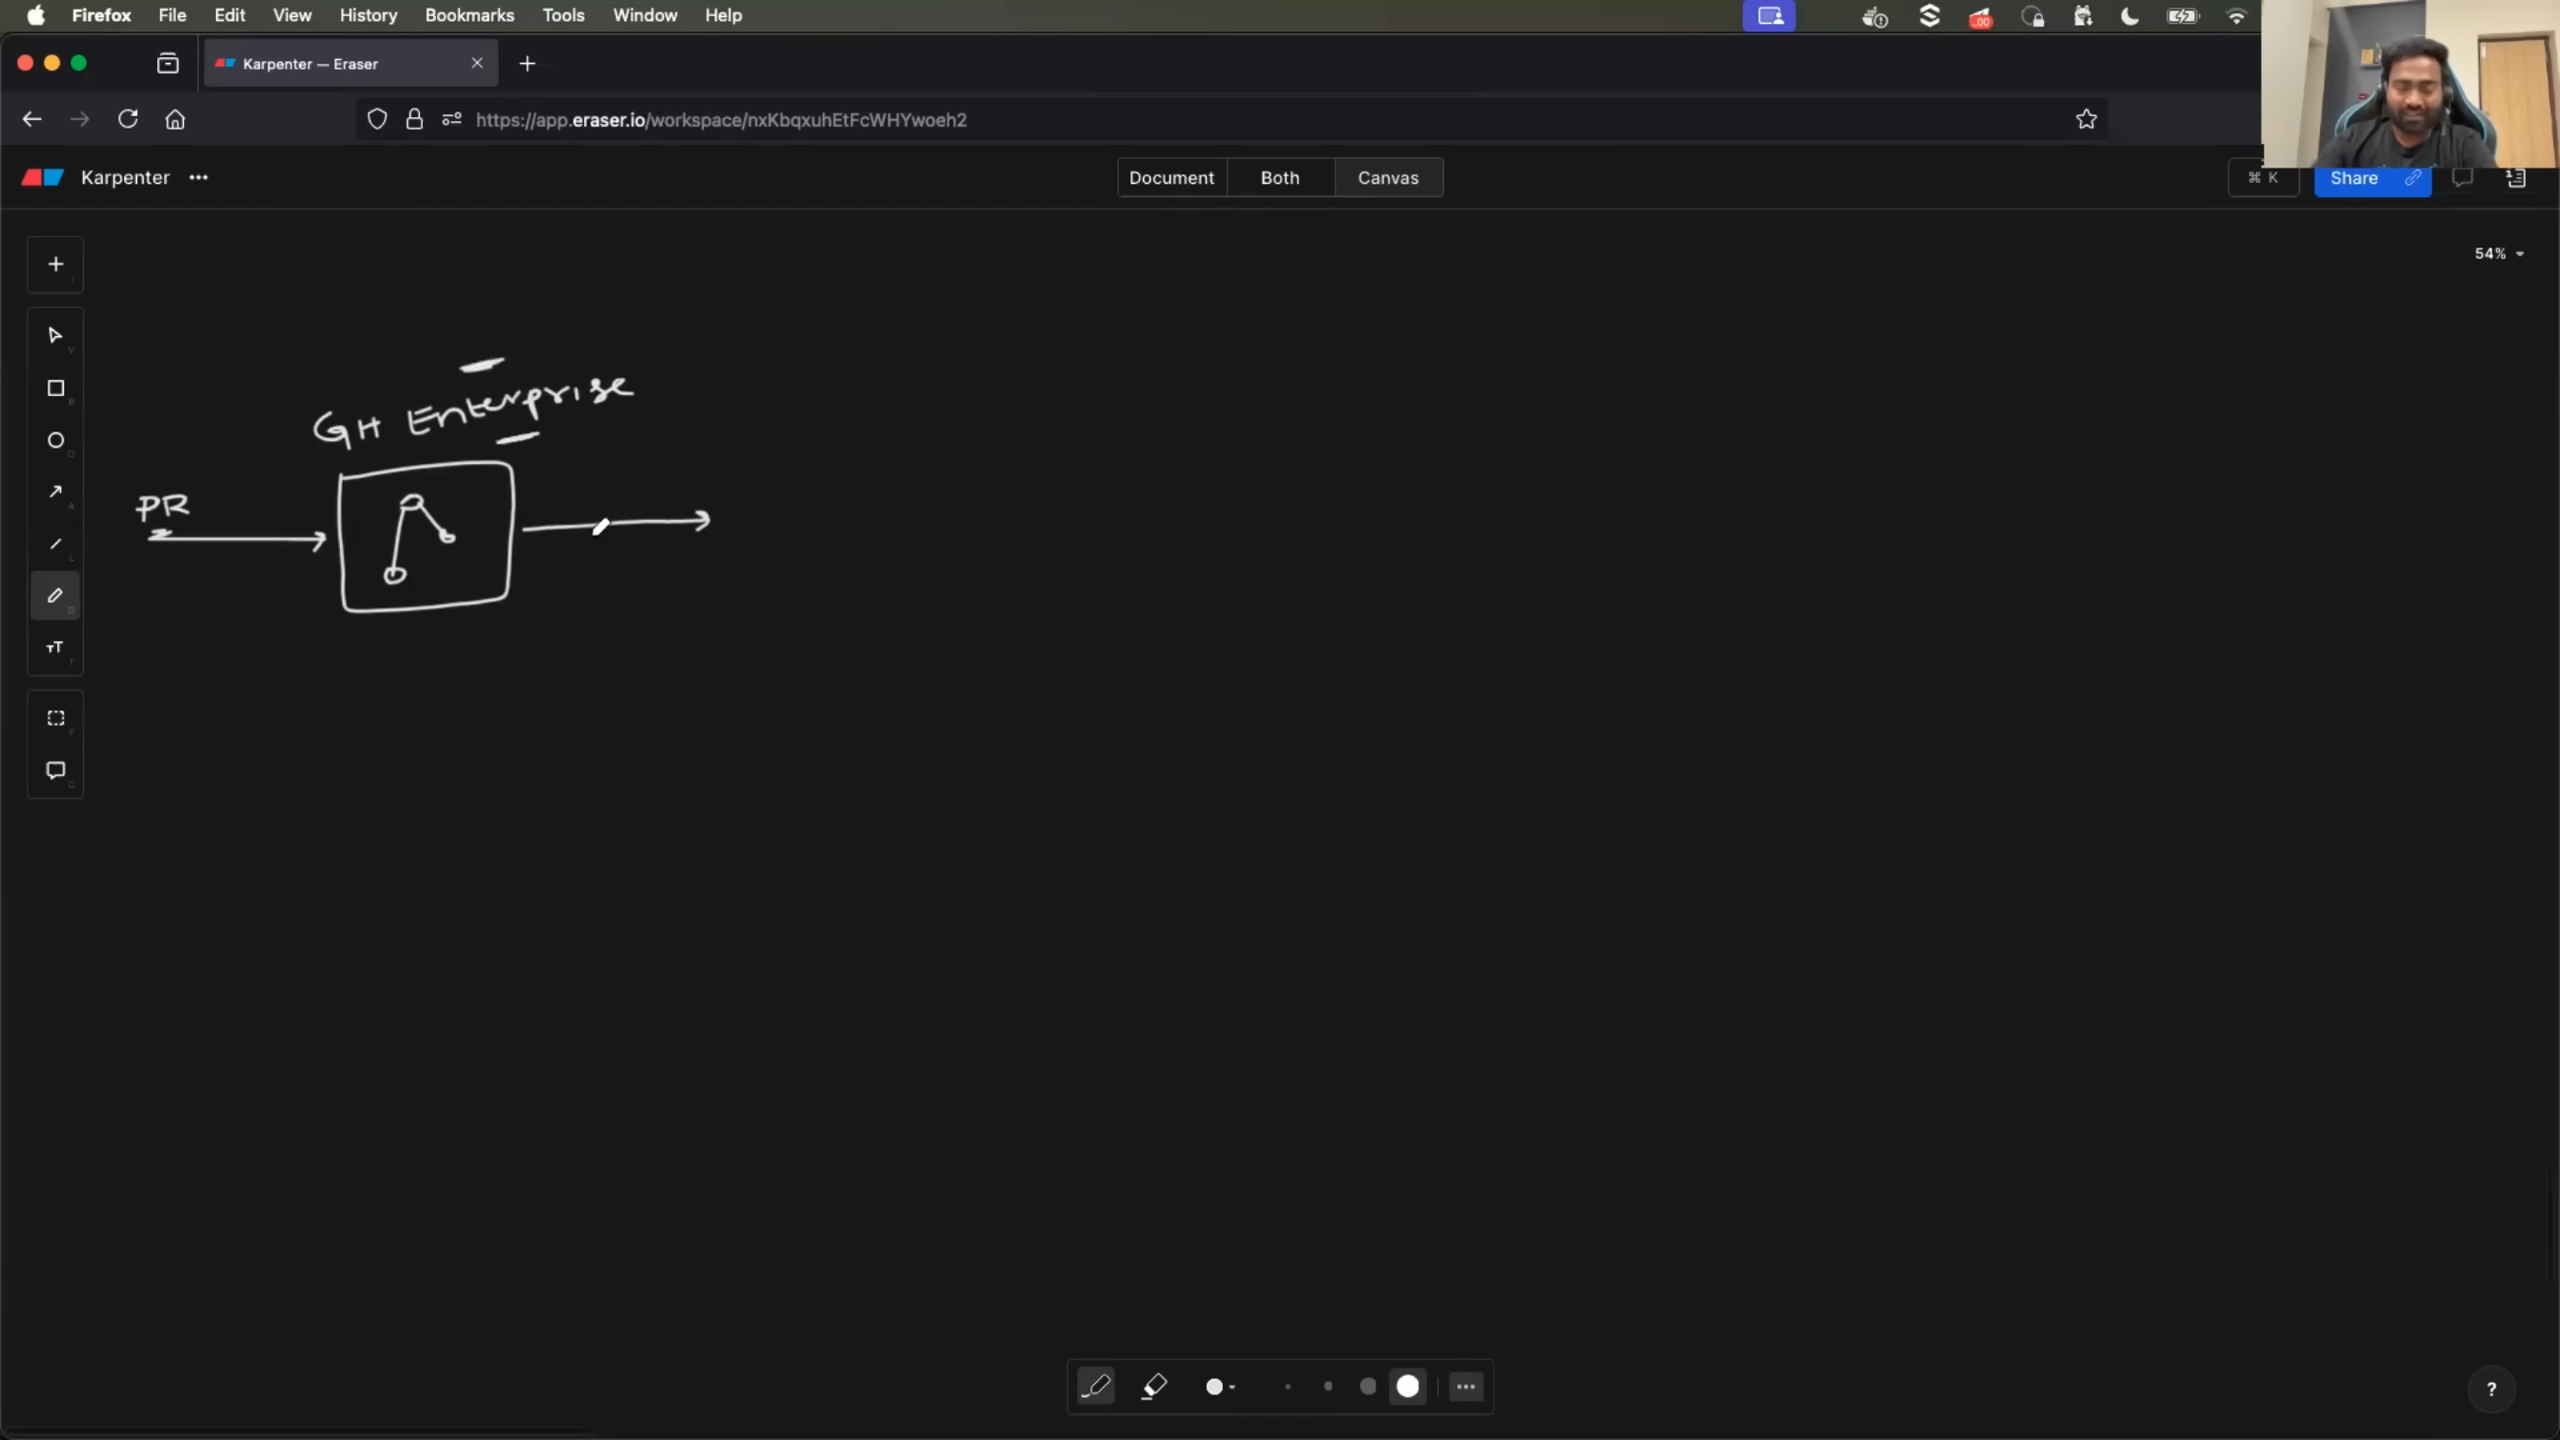 Firefox File Edit View History Bookmarks Tools Window Help
Karpenter — Eraser
https://app.eraser.io/workspace/nxKbqxuhEtFcWHYwoeh2
Karpenter
Document Both Canvas
⌘ K
Share
54%
GH Enterprise
PR